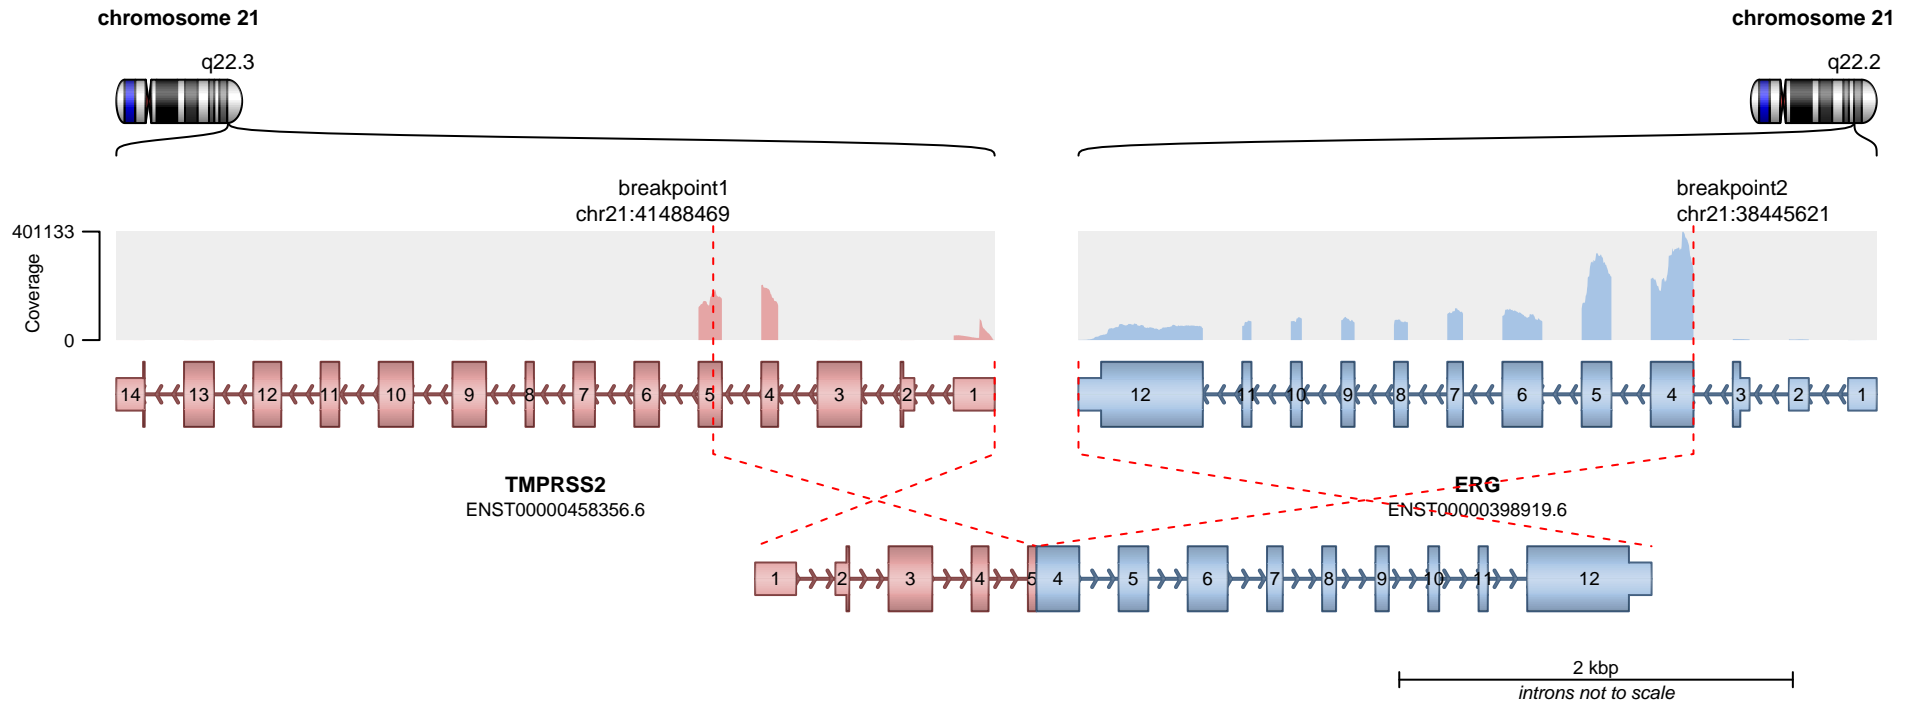 chromosome 21
chromosome 21
q22.3
q22.2
breakpoint1
chr21:41488469
breakpoint2
chr21:38445621
401133
Coverage
0
14 13 12 11 10 9 8 7 6 5 4 3 2 1
12 11 10 9 8 7 6 5 4 3 2 1
TMPRSS2
ENST00000458356.6
ERG
ENST00000398919.6
1 2 3 4 5 4 5 6 7 8 9 10 11 12
2 kbp
introns not to scale